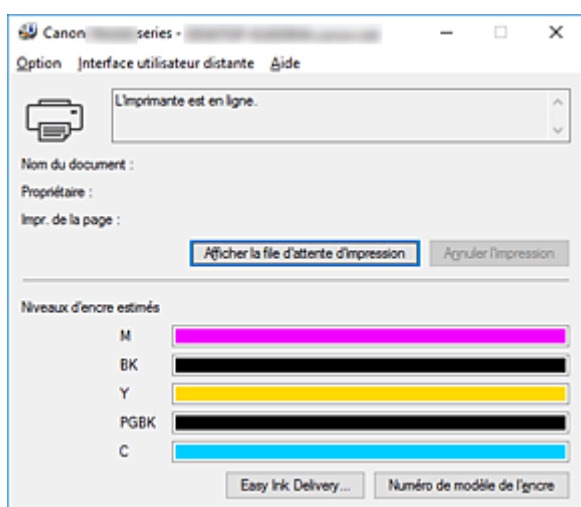 Canon series -
Option Interface utilisateur distante Aide
L'imprimante est en ligne.
Nom du document :
Propriétaire :
Impr. de la page :
Afficher la file d'attente d'impression Annuler l'impression
Niveaux d'encre estimés
M
BK
Y
PGBK
C
Easy Ink Delivery... Numéro de modèle de l'encre